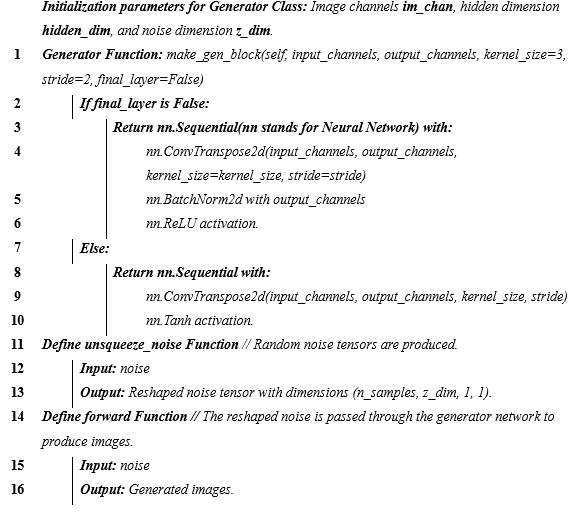 Initialization parameters for Generator Class: Image channels im_chan, hidden dimension
hidden_dim, and noise dimension z_dim.
1 Generator Function: make_gen_block(self, input_channels, output_channels, kernel_size=3,
stride=2, final_layer=False)
2 If final_layer is False:
3 Return nn.Sequential(nn stands for Neural Network) with:
4 nn.ConvTranspose2d(input_channels, output_channels,
kernel_size=kernel_size, stride=stride)
5 nn.BatchNorm2d with output_channels
6 nn.ReLU activation.
7 Else:
8 Return nn.Sequential with:
9 nn.ConvTranspose2d(input_channels, output_channels, kernel_size, stride)
10 nn.Tanh activation.
11 Define unsqueeze_noise Function // Random noise tensors are produced.
12 Input: noise
13 Output: Reshaped noise tensor with dimensions (n_samples, z_dim, 1, 1).
14 Define forward Function // The reshaped noise is passed through the generator network to
produce images.
15 Input: noise
16 Output: Generated images.